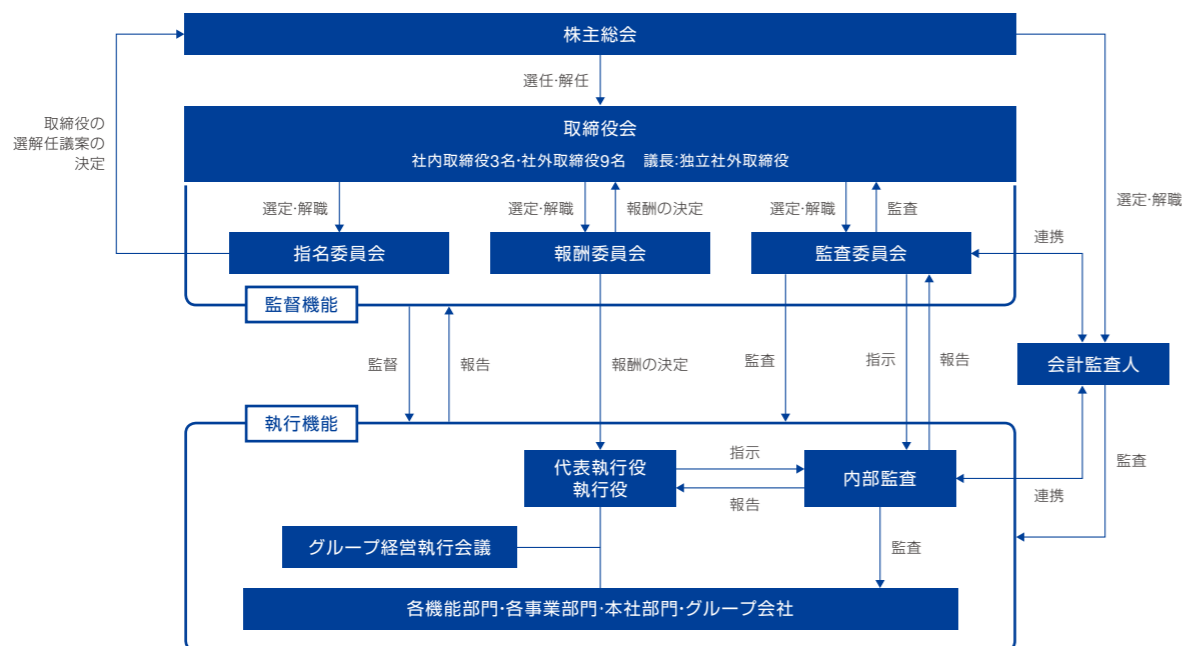 株主総会
選任・解任
取締役の
選解任議案の
決定
取締役会
社内取締役3名・社外取締役9名　議長：独立社外取締役
選定・解職
選定・解職
報酬の決定
選定・解職
監査
選定・解職
指名委員会
報酬委員会
監査委員会
連携
監督機能
監督
報告
報酬の決定
監査
指示
報告
会計監査人
執行機能
代表執行役
執行役
指示
報告
内部監査
連携
監査
グループ経営執行会議
監査
各機能部門・各事業部門・本社部門・グループ会社